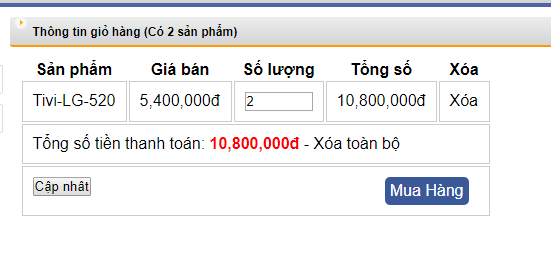 Thông tin giỏ hàng (Có 2 sản phẩm)
Sản phẩm Giá bán Số lượng Tổng số Xóa
Tivi-LG-520 5,400,000đ 2 10,800,000đ Xóa
Tổng số tiền thanh toán: 10,800,000đ - Xóa toàn bộ
Cập nhât Mua Hàng